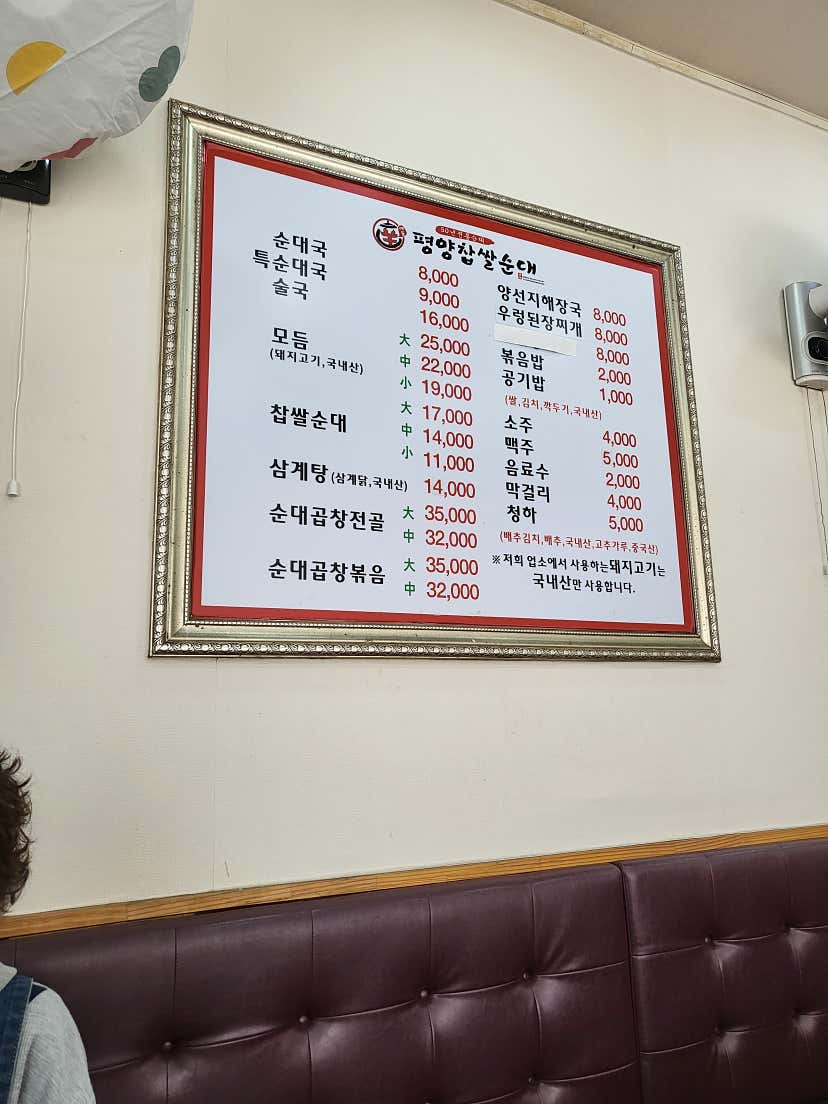 50년전통순대
평양찹쌀순대
순대국 8,000
특순대국 9,000
술국 16,000
모듬 大 25,000
(돼지고기,국내산) 中 22,000
小 19,000
찹쌀순대 大 17,000
中 14,000
小 11,000
삼계탕 (삼계닭,국내산) 14,000
순대곱창전골 大 35,000
中 32,000
순대곱창볶음 大 35,000
中 32,000
양선지해장국 8,000
우렁된장찌개 8,000
8,000
볶음밥 2,000
공기밥 1,000
(쌀,김치,깍두기,국내산)
소주 4,000
맥주 5,000
음료수 2,000
막걸리 4,000
청하 5,000
(배추김치,배추,국내산,고추가루,중국산)
※ 저희 업소에서 사용하는돼지고기는
국내산만 사용합니다.